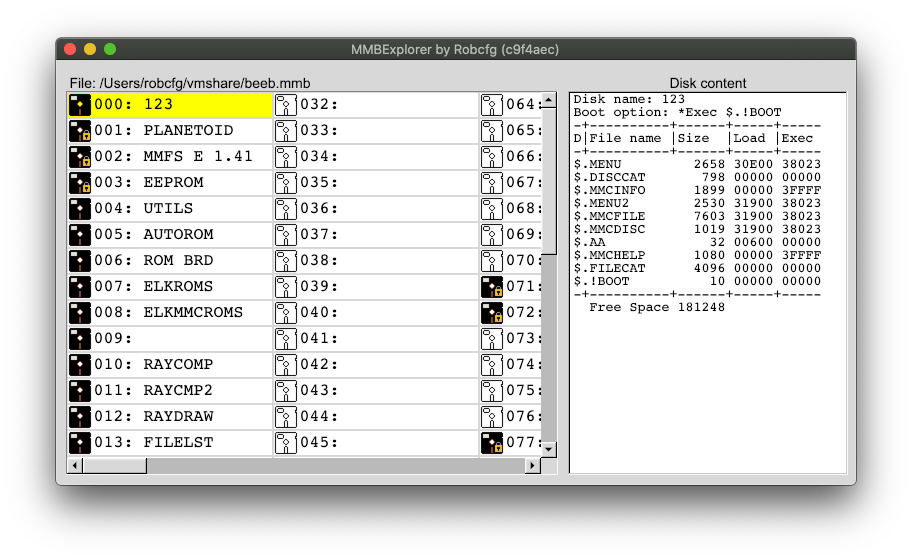 MMBExplorer by Robcfg (c9f4aec)
File: /Users/robcfg/vmshare/beeb.mmb
000: 123
001: PLANETOID
002: MMFS E 1.41
003: EEPROM
004: UTILS
005: AUTOROM
006: ROM BRD
007: ELKROMS
008: ELKMMCROMS
009:
010: RAYCOMP
011: RAYCMP2
012: RAYDRAW
013: FILELST
032:
033:
034:
035:
036:
037:
038:
039:
040:
041:
042:
043:
044:
045:
064:
065:
066:
067:
068:
069:
070:
071:
072:
073:
074:
075:
076:
077:
Disk content
Disk name: 123
Boot option: *Exec $.!BOOT
-+----------+------+-----+-----
D|File name |Size  |Load |Exec
-+----------+------+-----+-----
$.MENU         2658 30E00 38023
$.DISCCAT       798 00000 00000
$.MMCINFO      1899 00000 3FFFF
$.MENU2        2530 31900 38023
$.MMCFILE      7603 31900 38023
$.MMCDISC      1019 31900 38023
$.AA             32 00600 00000
$.MMCHELP      1080 00000 3FFFF
$.FILECAT      4096 00000 00000
$.!BOOT          10 00000 00000
-+----------+------+-----+-----
  Free Space 181248